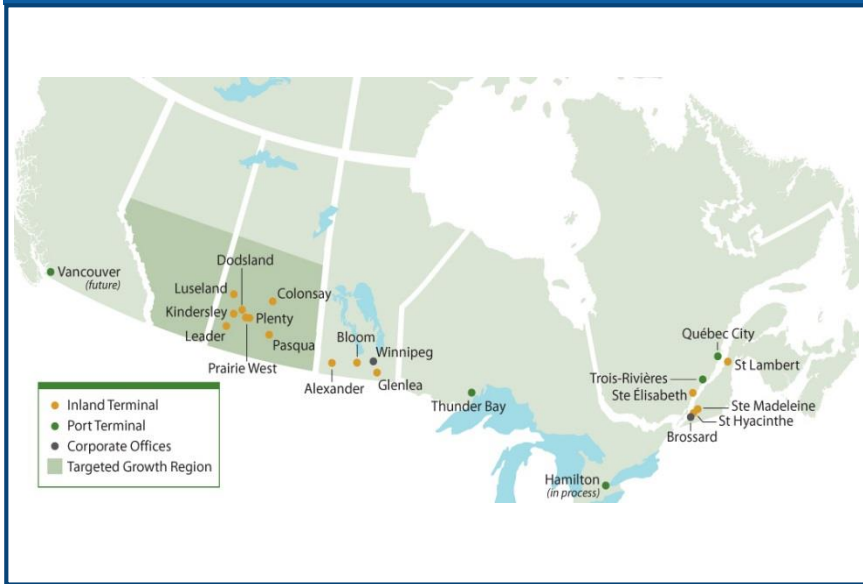 Vancouver
(future)
Dodsland
Luseland
Colonsay
Kindersley
Plenty
Leader
Pasqua
Prairie West
Bloom
Winnipeg
Alexander
Glenlea
Thunder Bay
Québec City
St Lambert
Trois-Rivières
Ste Élisabeth
Ste Madeleine
St Hyacinthe
Brossard
Hamilton
(in process)
Inland Terminal
Port Terminal
Corporate Offices
Targeted Growth Region